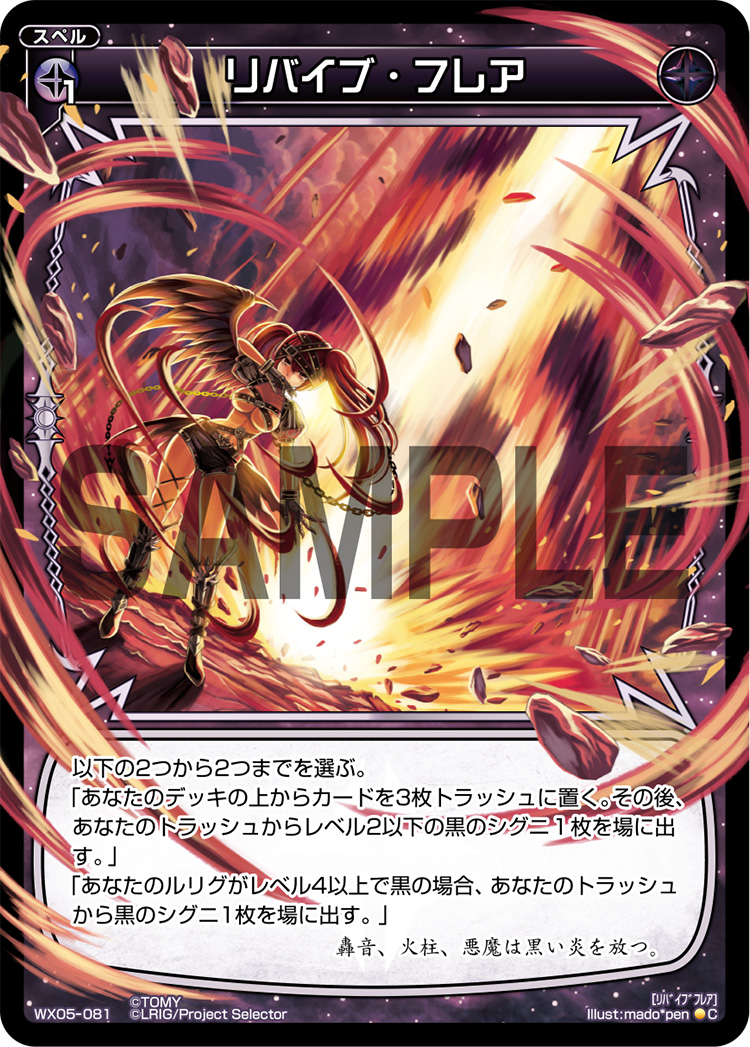 スペル
リバイブ・フレア
1
SAMPLE
以下の2つから2つまでを選ぶ。
「あなたのデッキの上からカードを3枚トラッシュに置く。その後、
あなたのトラッシュからレベル2以下の黒のシグニ1枚を場に出
す。」
「あなたのルリグがレベル4以上で黒の場合、あなたのトラッシュ
から黒のシグニ1枚を場に出す。」
轟音、火柱、悪魔は黒い炎を放つ。
WX05-081
©TOMY
©LRIG/Project Selector
[ﾘﾊﾞｲﾌﾞﾌﾚｱ]
illust:mado*pen C